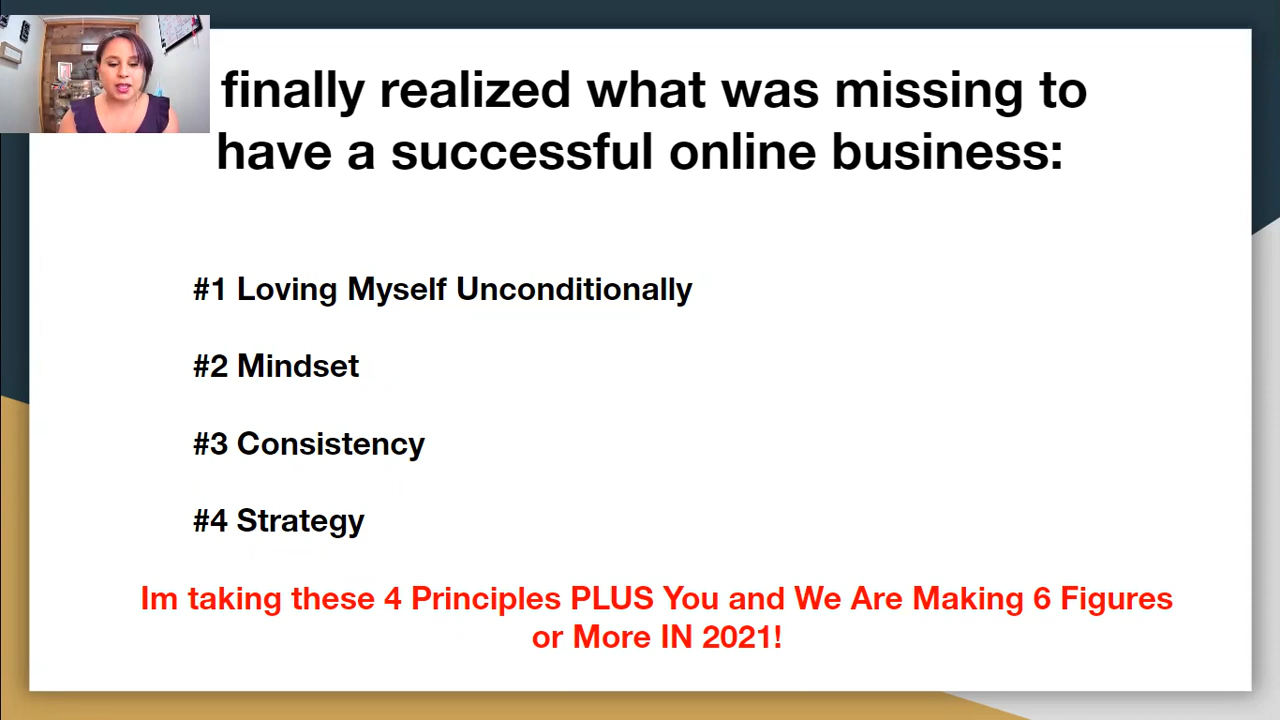 finally realized what was missing to
have a successful online business:
#1 Loving Myself Unconditionally
#2 Mindset
#3 Consistency
#4 Strategy
Im taking these 4 Principles PLUS You and We Are Making 6 Figures
or More IN 2021!